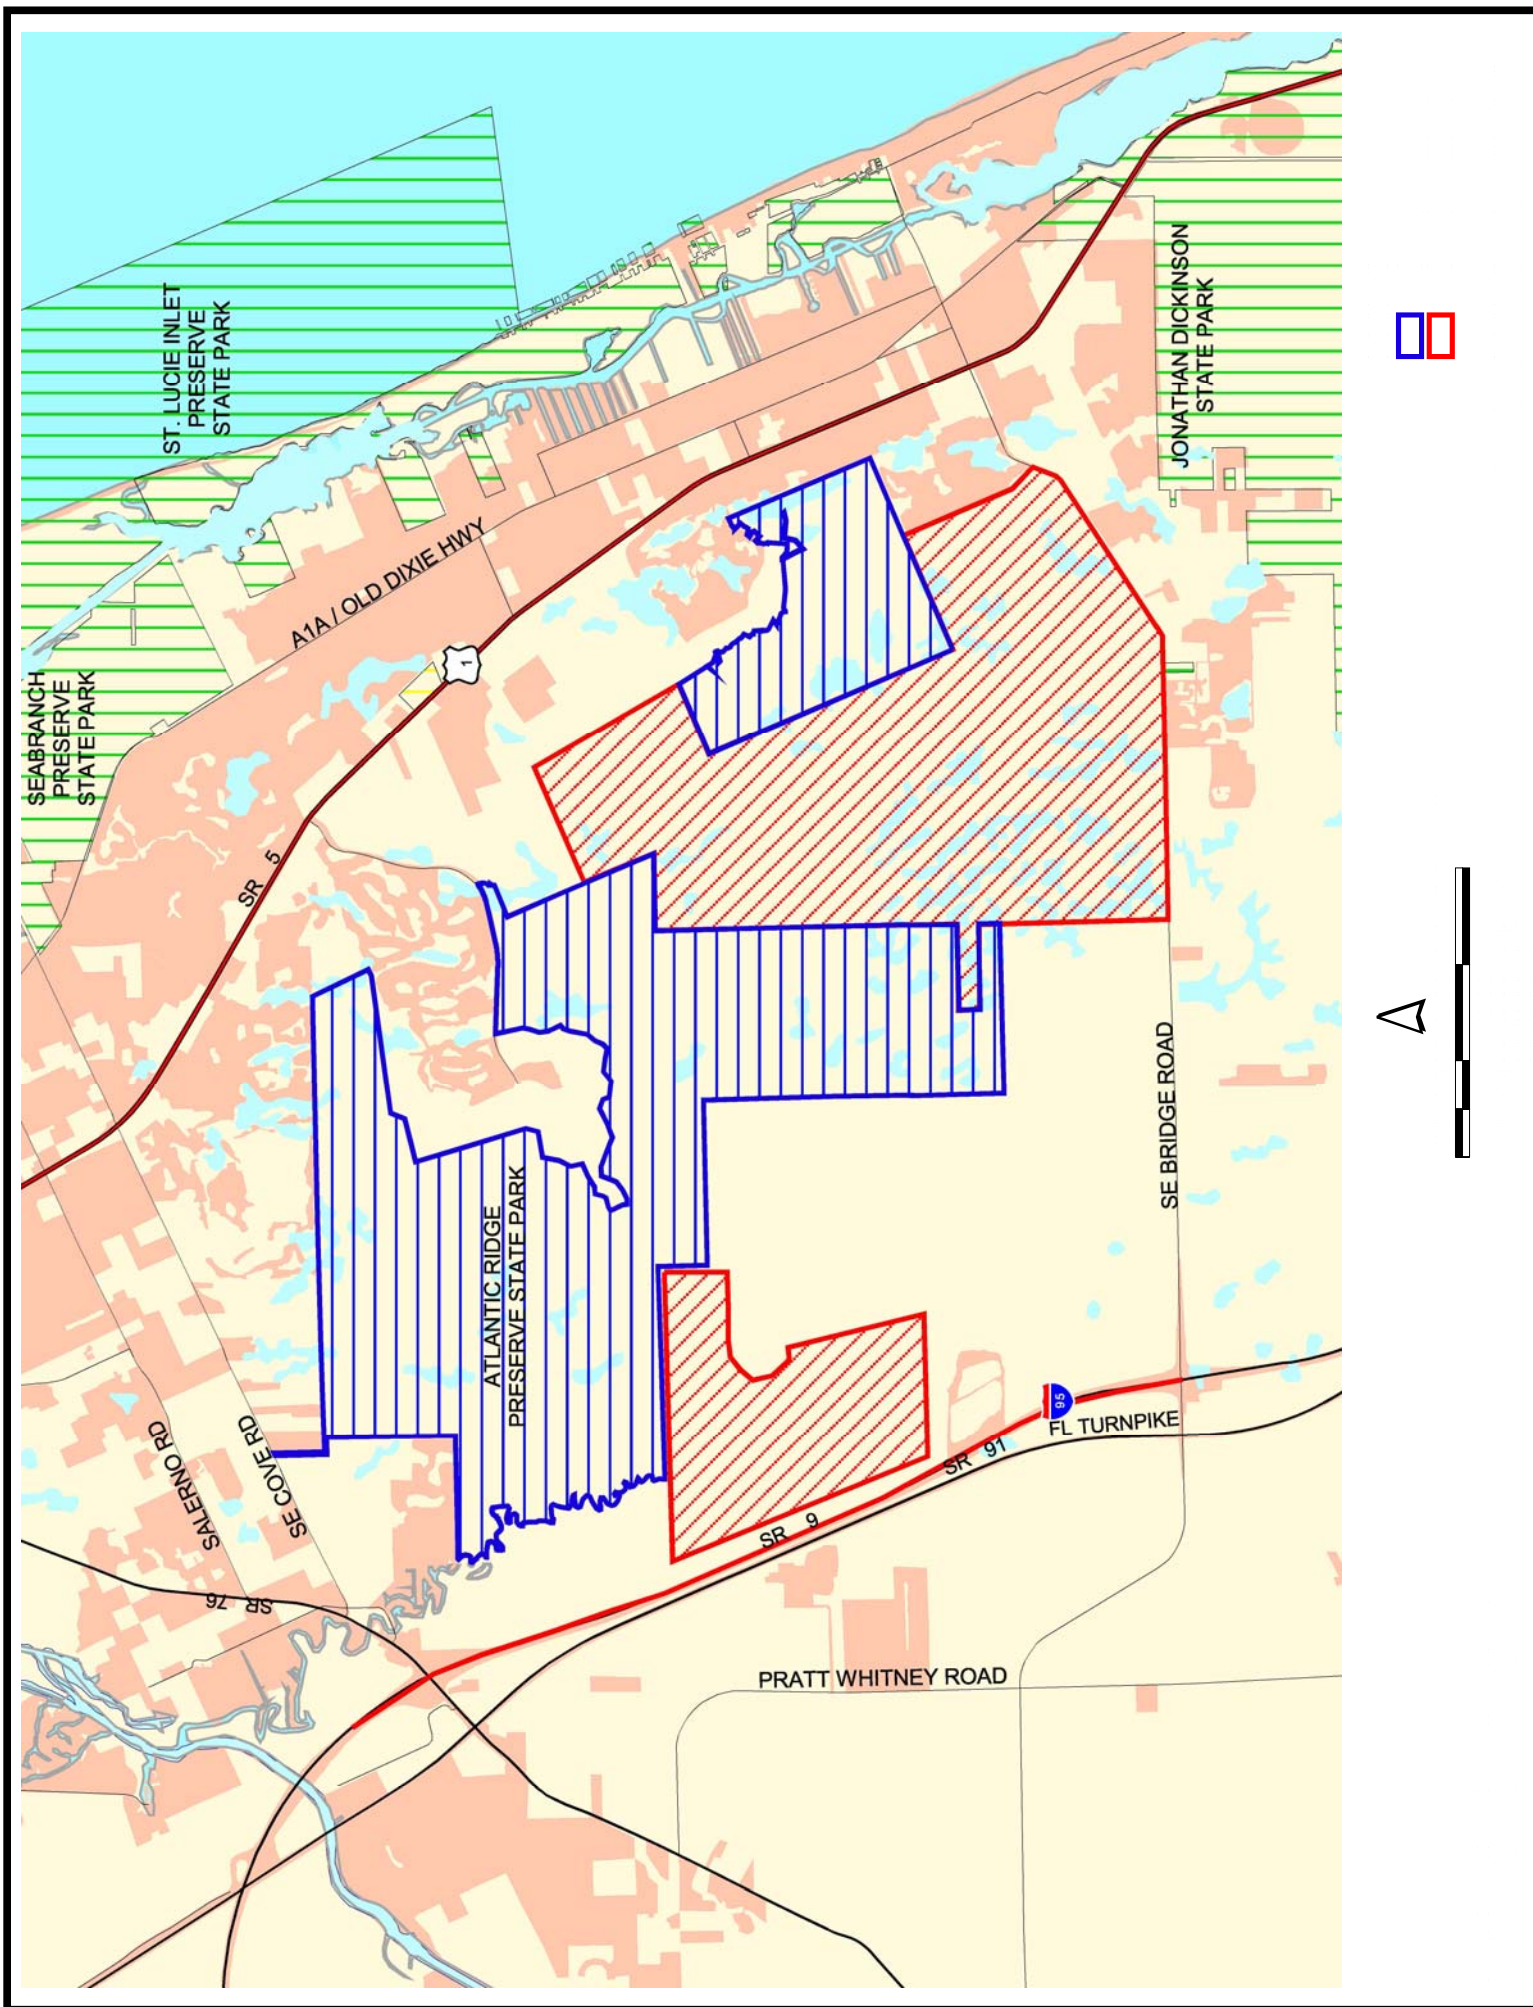 ST. LUCIE INLET
PRESERVE
STATE PARK
SEABRANCH
PRESERVE
STATE PARK
A1A / OLD DIXIE HWY
1
SR 5
JONATHAN DICKINSON
STATE PARK
ATLANTIC RIDGE
PRESERVE STATE PARK
SE BRIDGE ROAD
SALERNO RD
SE COVE RD
SR 76
95
FL TURNPIKE
SR 91
SR 9
PRATT WHITNEY ROAD